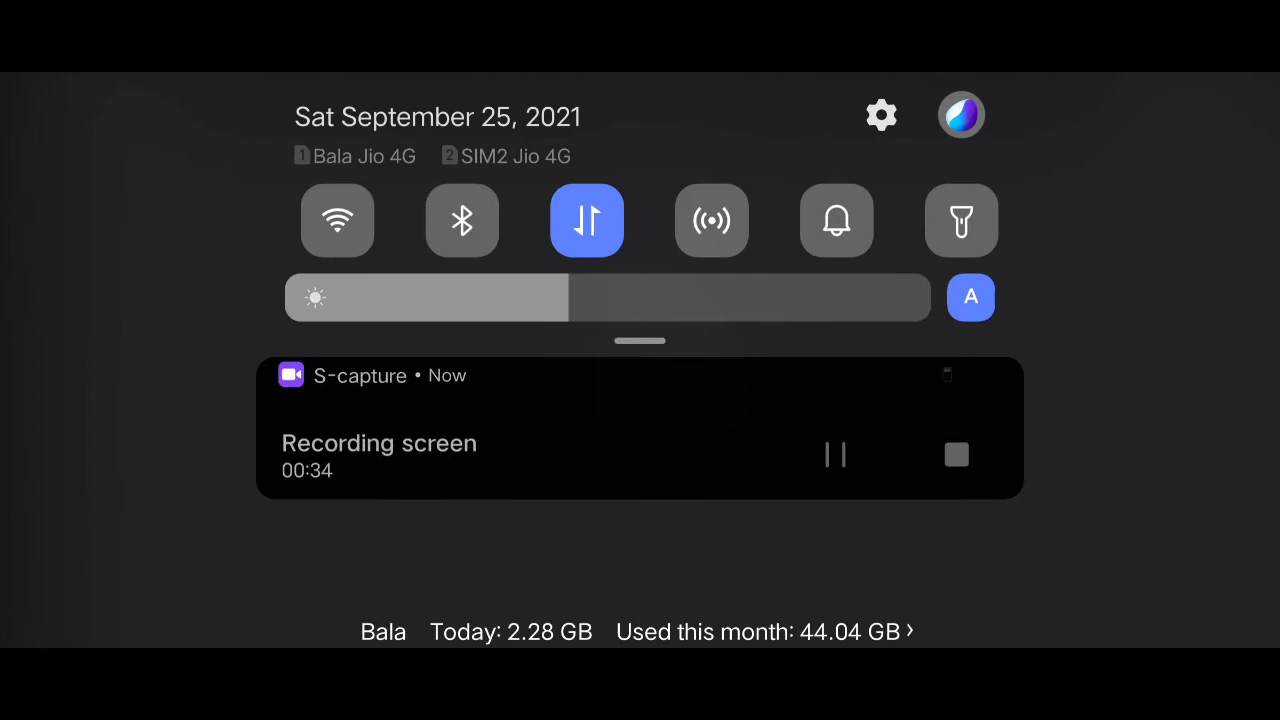 Sat September 25, 2021
1 Bala Jio 4G 2 SIM2 Jio 4G
A
S-capture • Now
Recording screen
00:34
Bala Today: 2.28 GB Used this month: 44.04 GB ›